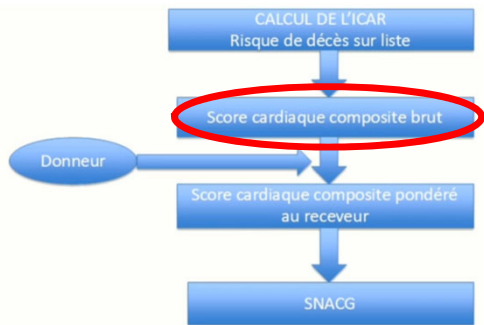 CALCUL DE L'ICAR
Risque de décès sur liste
Score cardiaque composite brut
Donneur
Score cardiaque composite pondéré
au receveur
SNACG